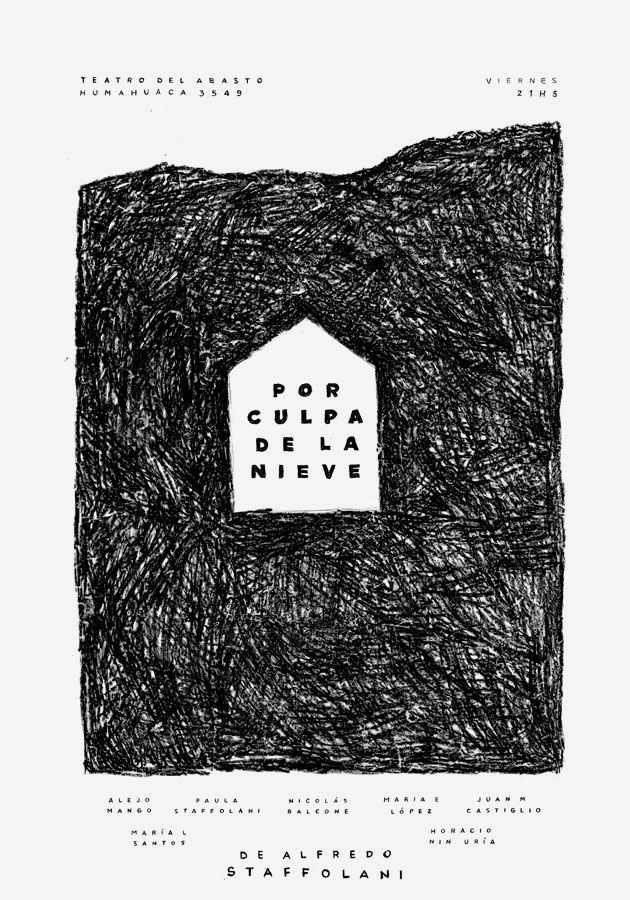 TEATRO DEL ABASTO
HUMAHUACA 3549
VIERNES
21HS
POR
CULPA
DE LA
NIEVE
ALEJO
MANGO
PAULA
STAFFOLANI
NICOLÁS
BALCONE
MARIA E
LÓPEZ
JUAN M
CASTIGLIO
MARÍA L
SANTOS
HORACIO
NIN URÍA
DE ALFREDO
STAFFOLANI